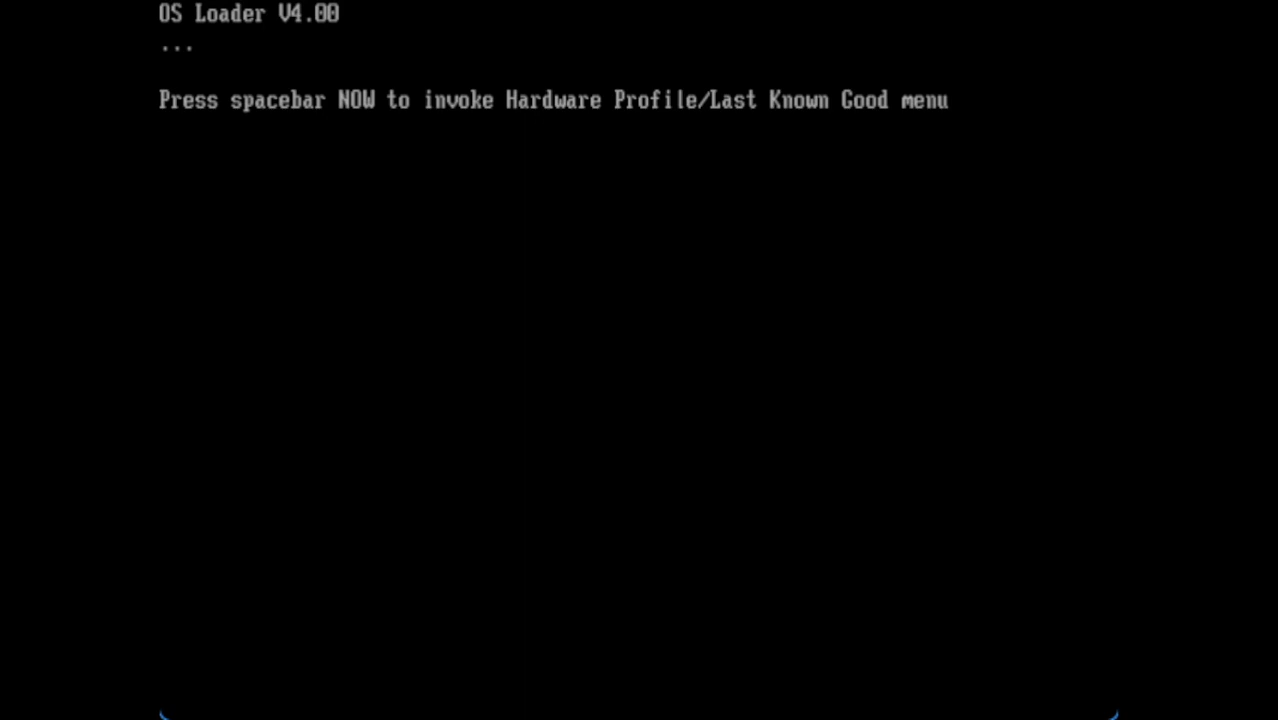 OS Loader V4.00
...
Press spacebar NOW to invoke Hardware Profile/Last Known Good menu